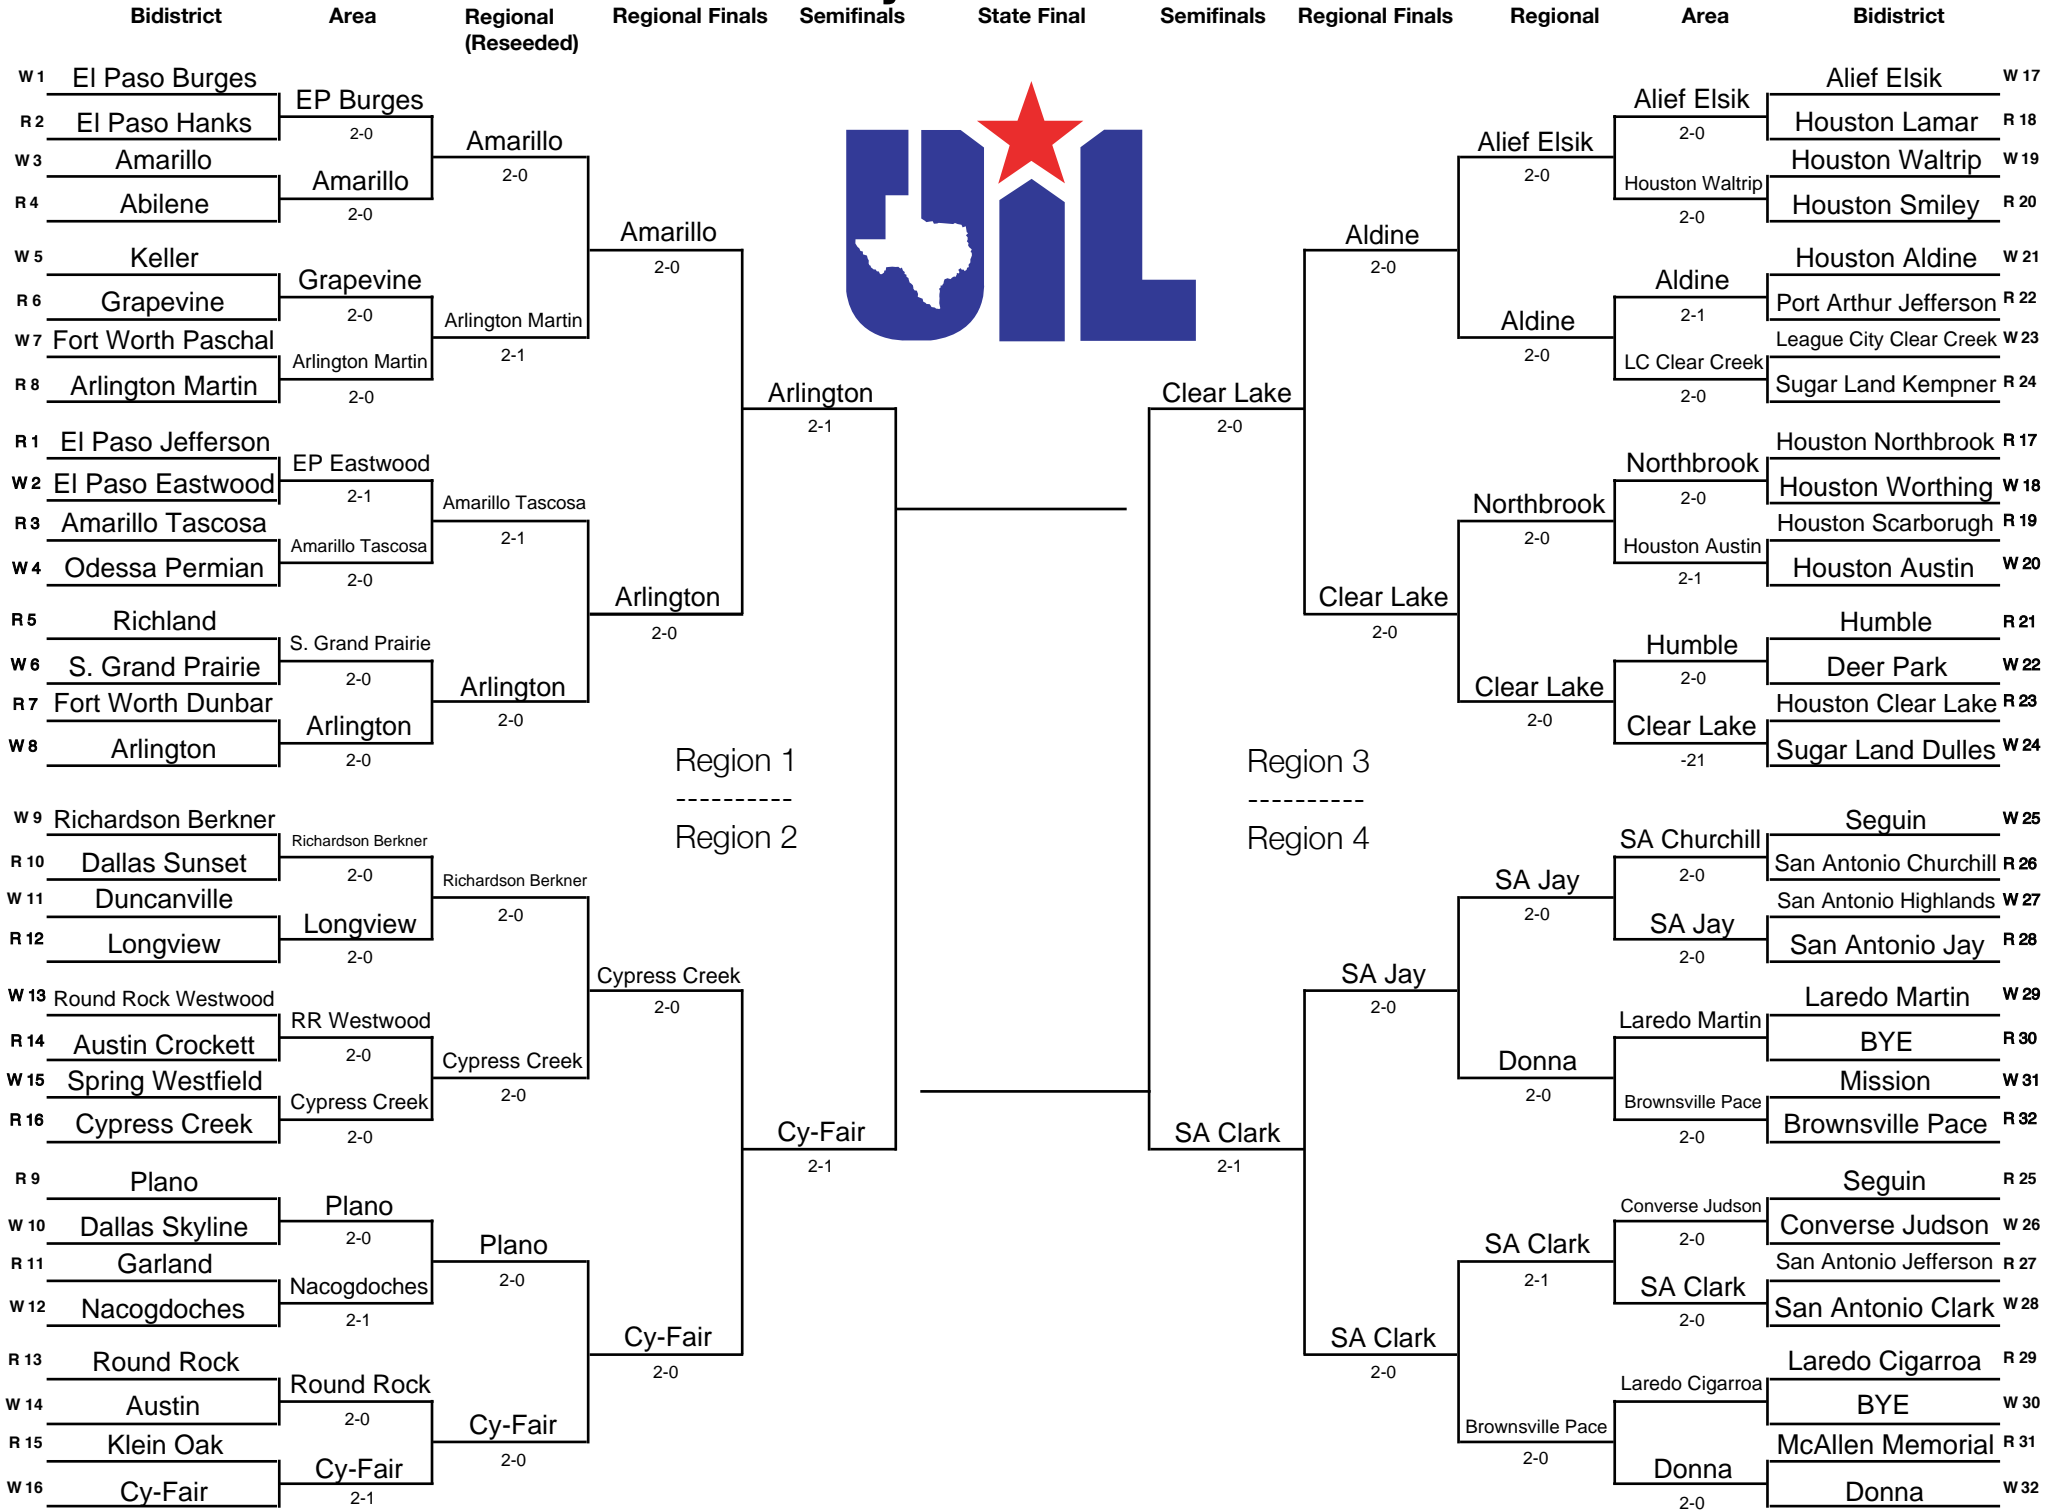 Bidistrict
Area
Regional
(Reseeded)
Regional Finals
Semifinals
State Final
Semifinals
Regional Finals
Regional
Area
Bidistrict
W 1 El Paso Burges
EP Burges
2-0
R 2 El Paso Hanks
Amarillo
2-0
W 3 Amarillo
Amarillo
2-0
R 4 Abilene
Amarillo
2-0
W 5 Keller
Grapevine
2-0
R 6 Grapevine
Arlington Martin
2-1
W 7 Fort Worth Paschal
Arlington Martin
2-0
R 8 Arlington Martin
Arlington
2-1
R 1 El Paso Jefferson
EP Eastwood
2-1
W 2 El Paso Eastwood
Amarillo Tascosa
2-1
R 3 Amarillo Tascosa
Amarillo Tascosa
2-0
W 4 Odessa Permian
Arlington
2-0
R 5 Richland
S. Grand Prairie
2-0
W 6 S. Grand Prairie
Arlington
2-0
R 7 Fort Worth Dunbar
Arlington
2-0
W 8 Arlington
Region 1
----------
Region 2
W 9 Richardson Berkner
Richardson Berkner
2-0
R 10 Dallas Sunset
Richardson Berkner
2-0
W 11 Duncanville
Longview
2-0
R 12 Longview
Cypress Creek
2-0
W 13 Round Rock Westwood
RR Westwood
2-0
R 14 Austin Crockett
Cypress Creek
2-0
W 15 Spring Westfield
Cypress Creek
2-0
R 16 Cypress Creek
Cy-Fair
2-1
R 9 Plano
Plano
2-0
W 10 Dallas Skyline
Plano
2-0
R 11 Garland
Nacogdoches
2-1
W 12 Nacogdoches
Cy-Fair
2-0
R 13 Round Rock
Round Rock
2-0
W 14 Austin
Cy-Fair
2-0
R 15 Klein Oak
Cy-Fair
2-1
W 16 Cy-Fair
UIL
Alief Elsik W 17
Alief Elsik
2-0
Houston Lamar R 18
Alief Elsik
2-0
Houston Waltrip W 19
Houston Waltrip
2-0
Houston Smiley R 20
Aldine
2-0
Houston Aldine W 21
Aldine
2-1
Port Arthur Jefferson R 22
Aldine
2-0
League City Clear Creek W 23
LC Clear Creek
2-0
Sugar Land Kempner R 24
Clear Lake
2-0
Houston Northbrook R 17
Northbrook
2-0
Houston Worthing W 18
Northbrook
2-0
Houston Scarborugh R 19
Houston Austin
2-1
Houston Austin W 20
Clear Lake
2-0
Humble R 21
Humble
2-0
Deer Park W 22
Clear Lake
2-0
Houston Clear Lake R 23
Clear Lake
-21
Sugar Land Dulles W 24
Region 3
----------
Region 4
Seguin W 25
SA Churchill
2-0
San Antonio Churchill R 26
SA Jay
2-0
San Antonio Highlands W 27
SA Jay
2-0
San Antonio Jay R 28
SA Jay
2-0
Laredo Martin W 29
Laredo Martin
BYE R 30
Donna
2-0
Mission W 31
Brownsville Pace
2-0
Brownsville Pace R 32
SA Clark
2-1
Seguin R 25
Converse Judson
2-0
Converse Judson W 26
SA Clark
2-1
San Antonio Jefferson R 27
SA Clark
2-0
San Antonio Clark W 28
SA Clark
2-0
Laredo Cigarroa R 29
Laredo Cigarroa
BYE W 30
Brownsville Pace
2-0
McAllen Memorial R 31
Donna
2-0
Donna W 32